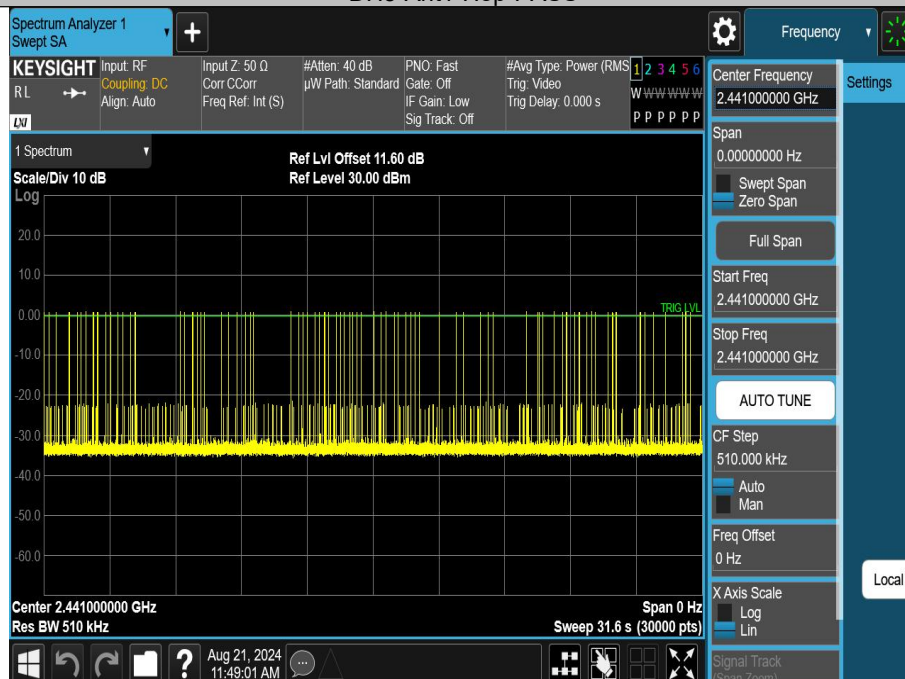 Spectrum Analyzer 1
Swept SA
Frequency
KEYSIGHT
RL
LXI
Input: RF
Coupling: DC
Align: Auto
Input Z: 50 Ω
Corr CCorr
Freq Ref: Int (S)
#Atten: 40 dB
µW Path: Standard
PNO: Fast
Gate: Off
IF Gain: Low
Sig Track: Off
#Avg Type: Power (RMS
Trig: Video
Trig Delay: 0.000 s
1 2 3 4 5 6
W W W W W W
P P P P P P
Center Frequency
2.441000000 GHz
Settings
Span
0.00000000 Hz
Swept Span
Zero Span
Full Span
Start Freq
2.441000000 GHz
Stop Freq
2.441000000 GHz
AUTO TUNE
CF Step
510.000 kHz
Auto
Man
Freq Offset
0 Hz
X Axis Scale
Log
Lin
Signal Track
(Span Zoom)
Local
1 Spectrum
Scale/Div 10 dB
Ref Lvl Offset 11.60 dB
Ref Level 30.00 dBm
Log
20.0
10.0
0.00
TRIG LVL
-10.0
-20.0
-30.0
-40.0
-50.0
-60.0
Center 2.441000000 GHz
Span 0 Hz
Res BW 510 kHz
Sweep 31.6 s (30000 pts)
?
Aug 21, 2024
11:49:01 AM